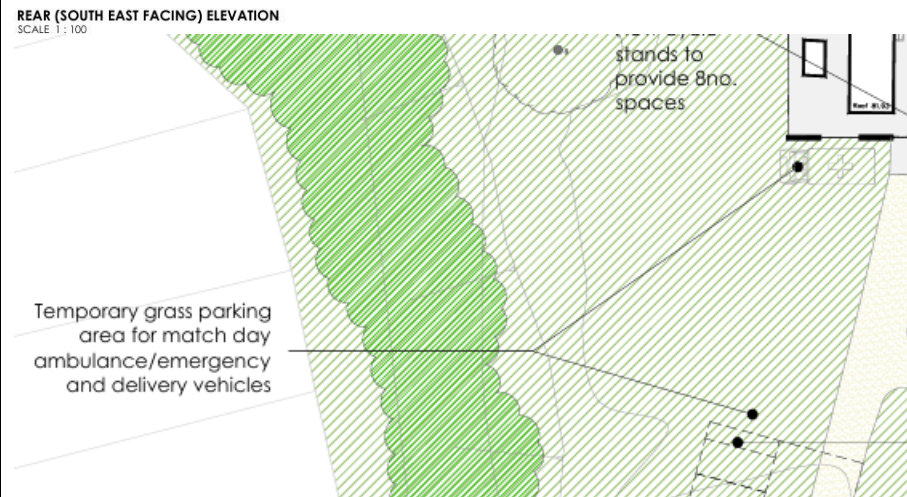 REAR (SOUTH EAST FACING) ELEVATION
SCALE 1 : 100
stands to
provide 8no.
spaces
Temporary grass parking
area for match day
ambulance/emergency
and delivery vehicles